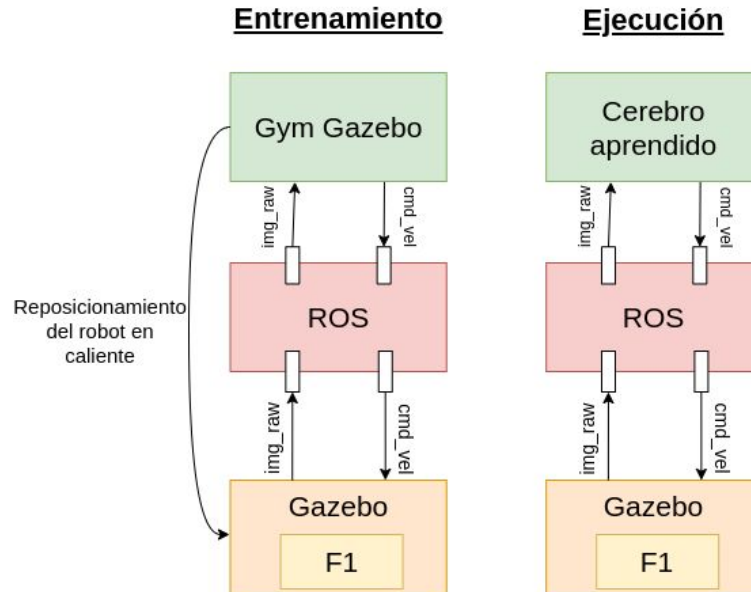 Entrenamiento
Gym Gazebo
img_raw
cmd_vel
Reposicionamiento
del robot en
caliente
ROS
img_raw
cmd_vel
Gazebo
F1
Ejecución
Cerebro
aprendido
img_raw
cmd_vel
ROS
img_raw
cmd_vel
Gazebo
F1